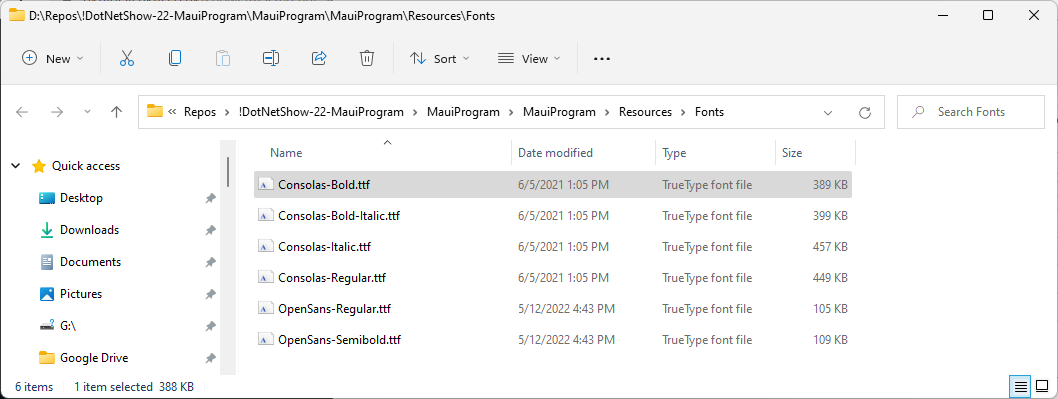 D:\Repos\!DotNetShow-22-MauiProgram\MauiProgram\MauiProgram\Resources\Fonts
New Sort View
« Repos !DotNetShow-22-MauiProgram MauiProgram MauiProgram Resources Fonts Search Fonts
Name Date modified Type Size
Quick access
Desktop
Downloads
Documents
Pictures
G:\
Google Drive
Consolas-Bold.ttf 6/5/2021 1:05 PM TrueType font file 389 KB
Consolas-Bold-Italic.ttf 6/5/2021 1:05 PM TrueType font file 399 KB
Consolas-Italic.ttf 6/5/2021 1:05 PM TrueType font file 457 KB
Consolas-Regular.ttf 6/5/2021 1:05 PM TrueType font file 449 KB
OpenSans-Regular.ttf 5/12/2022 4:43 PM TrueType font file 105 KB
OpenSans-Semibold.ttf 5/12/2022 4:43 PM TrueType font file 109 KB
6 items 1 item selected 388 KB